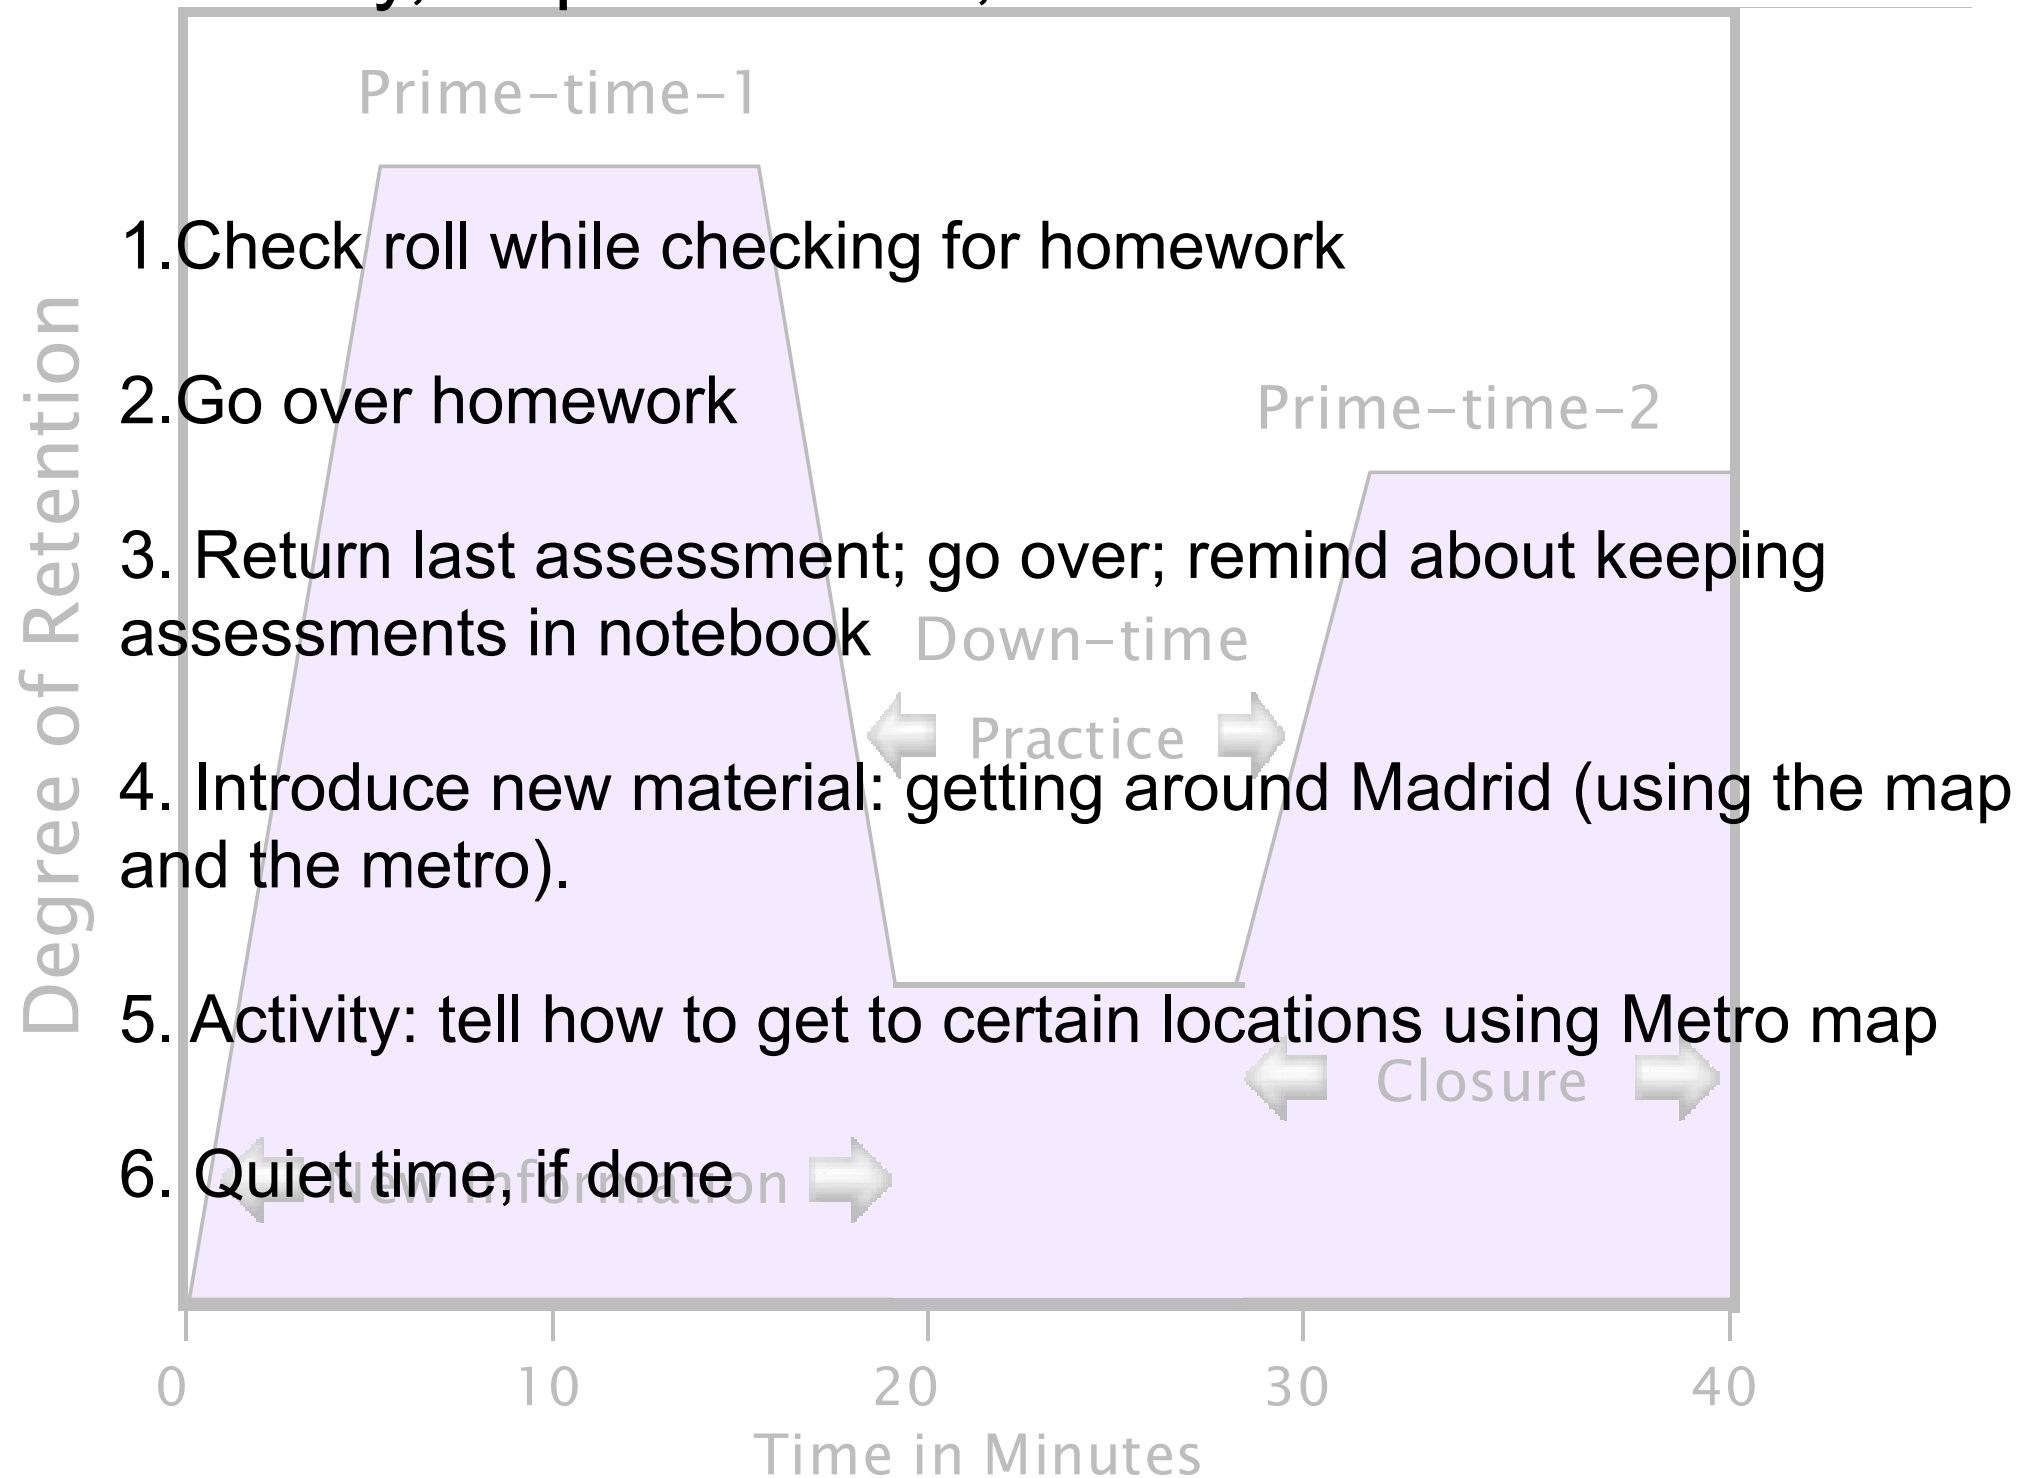 Prime-time-1
1.Check roll while checking for homework
2.Go over homework
Prime-time-2
3. Return last assessment; go over; remind about keeping
assessments in notebook
Down-time
Practice
4. Introduce new material: getting around Madrid (using the map
and the metro).
5. Activity: tell how to get to certain locations using Metro map
Closure
6. Quiet time, if done
New Information
Degree of Retention
0 10 20 30 40
Time in Minutes